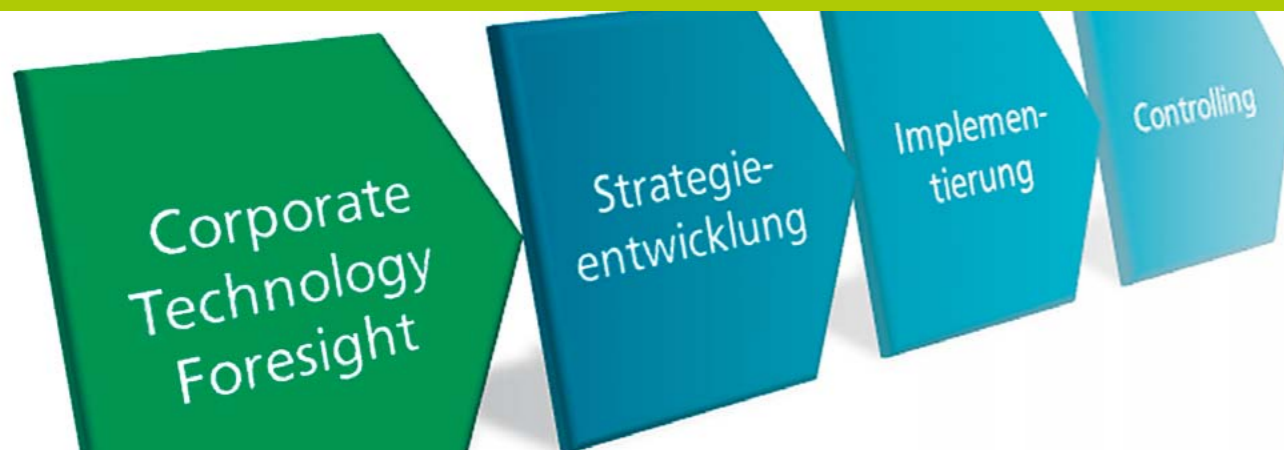 Corporate
Technology
Foresight
Strategie-
entwicklung
Implemen-
tierung
Controlling